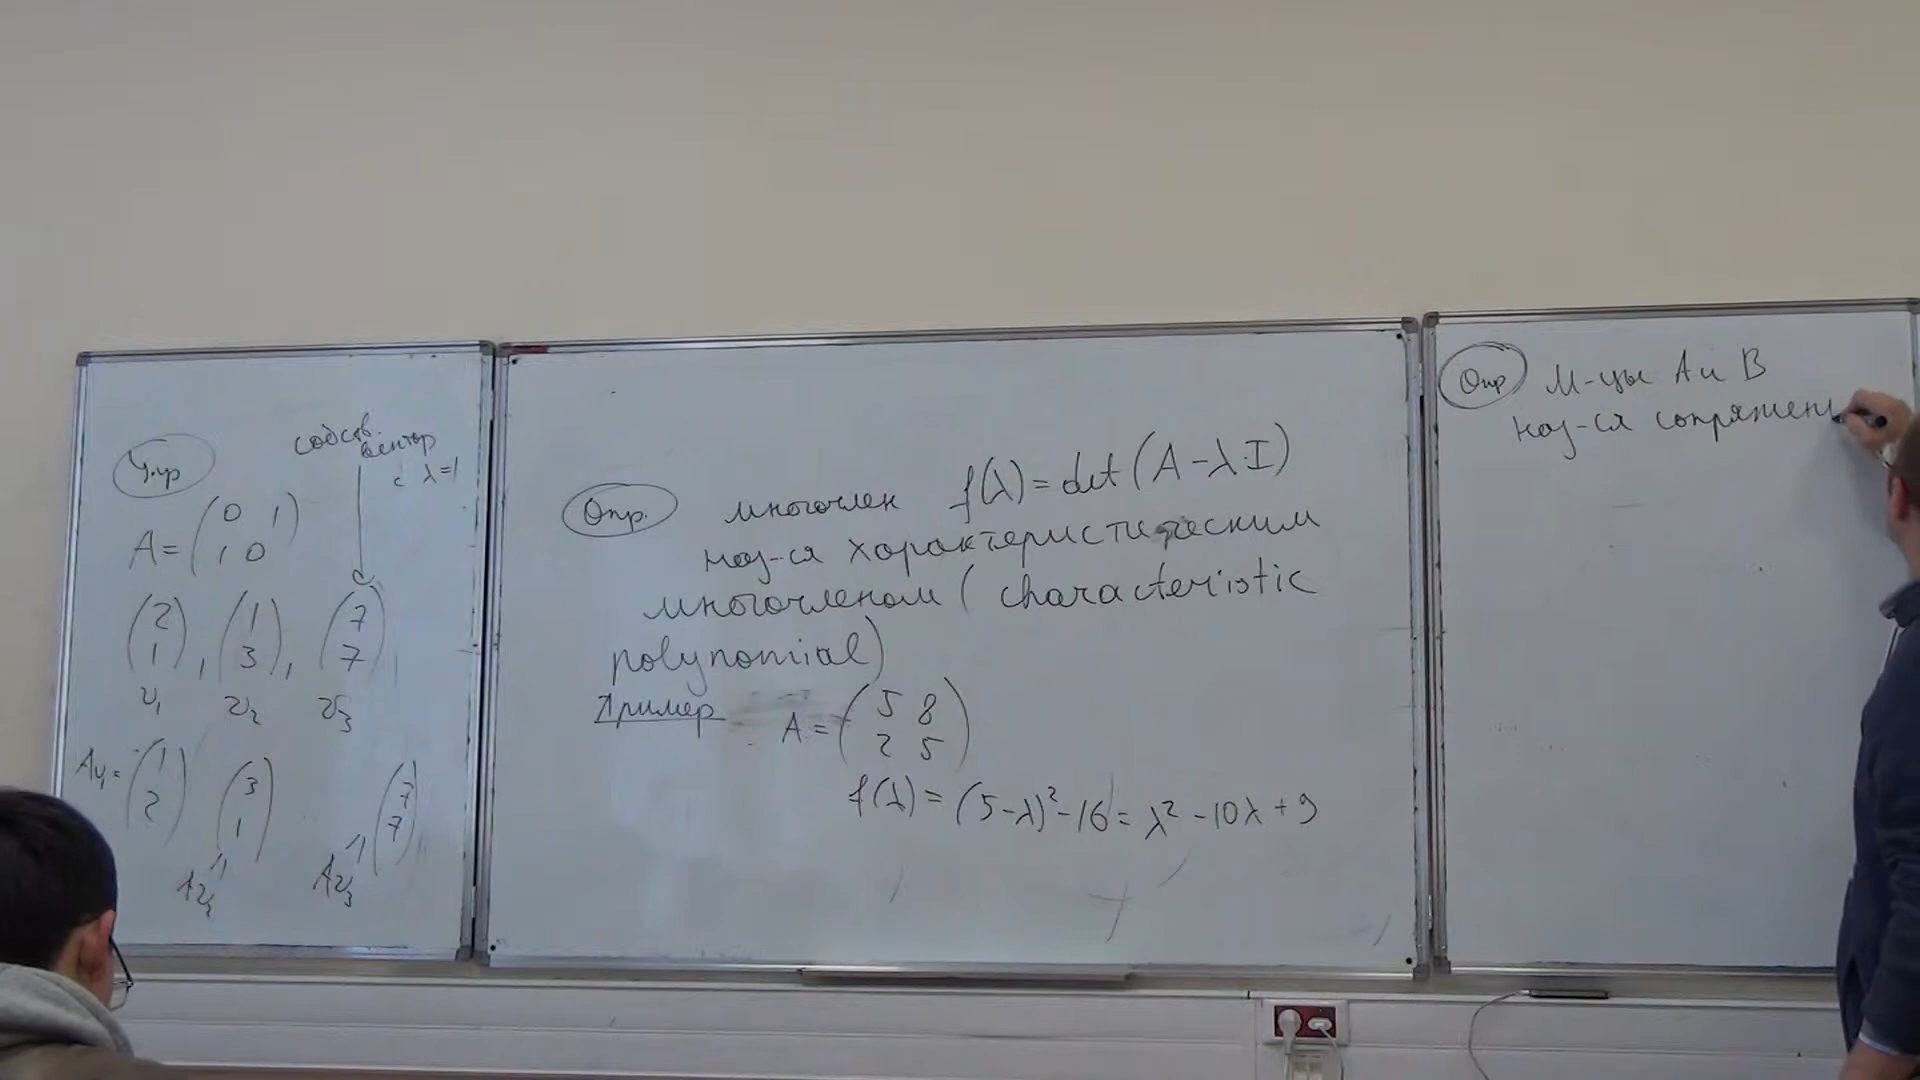 Упр
собств.
вектор
с λ=1
A = (0 1
1 0)
(2 1), (1 3), (7 7)
v₁ v₂ v₃
Av₁ = (1 2) (3 1) (7 7)
Av₂ Av₃
Опр. многочлен f(λ) = det(A - λ·I)
наз-ся характеристическим
многочленом (characteristic
polynomial)
Пример A = (5 8
2 5)
f(λ) = (5-λ)² - 16 = λ² - 10λ + 9
Опр М-цы A и B
наз-ся сопряжен